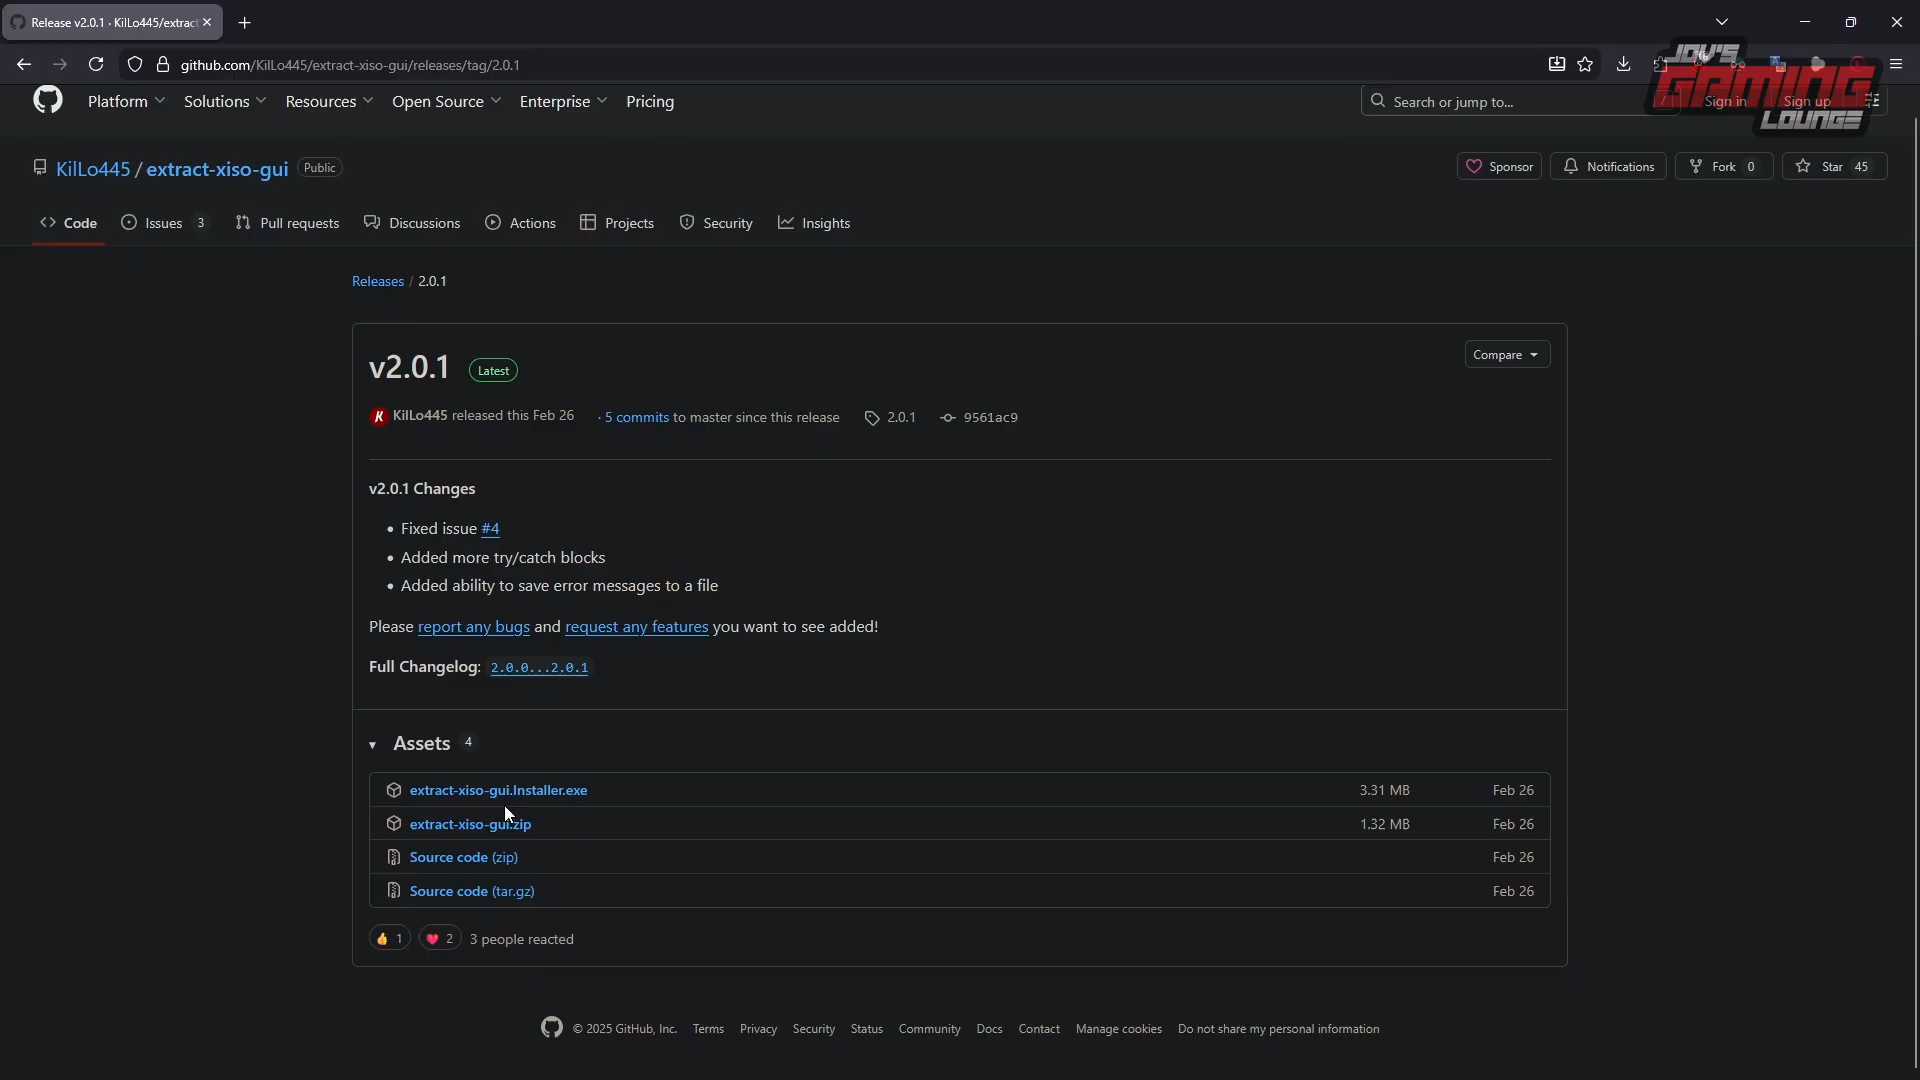 Release v2.0.1 · KilLo445/extrac
github.com/KilLo445/extract-xiso-gui/releases/tag/2.0.1
JOY'S
GAMING
LOUNGE
Platform Solutions Resources Open Source Enterprise Pricing Search or jump to... / Sign in Sign up
KilLo445 / extract-xiso-gui Public Sponsor Notifications Fork 0 Star 45
Code Issues 3 Pull requests Discussions Actions Projects Security Insights
Releases / 2.0.1
v2.0.1 Latest Compare
K KilLo445 released this Feb 26 · 5 commits to master since this release 2.0.1 9561ac9
v2.0.1 Changes
• Fixed issue #4
• Added more try/catch blocks
• Added ability to save error messages to a file
Please report any bugs and request any features you want to see added!
Full Changelog: 2.0.0...2.0.1
Assets 4
extract-xiso-gui.Installer.exe 3.31 MB Feb 26
extract-xiso-gui.zip 1.32 MB Feb 26
Source code (zip) Feb 26
Source code (tar.gz) Feb 26
👍 1 ❤️ 2 3 people reacted
© 2025 GitHub, Inc. Terms Privacy Security Status Community Docs Contact Manage cookies Do not share my personal information